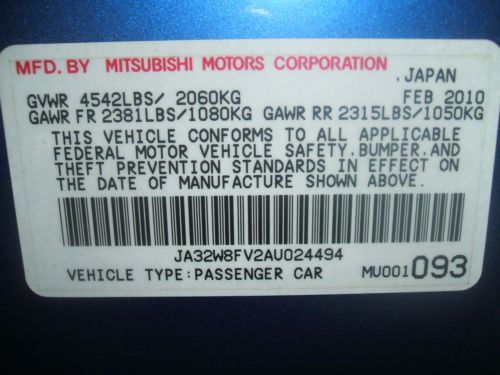 MFD. BY MITSUBISHI MOTORS CORPORATION
.JAPAN
GVWR 4542LBS/ 2060KG FEB 2010
GAWR FR 2381LBS/1080KG GAWR RR 2315LBS/1050KG
THIS VEHICLE CONFORMS TO ALL APPLICABLE
FEDERAL MOTOR VEHICLE SAFETY.BUMPER.AND
THEFT PREVENTION STANDARDS IN EFFECT ON
THE DATE OF MANUFACTURE SHOWN ABOVE.
JA32W8FV2AU024494
VEHICLE TYPE:PASSENGER CAR MU001 093